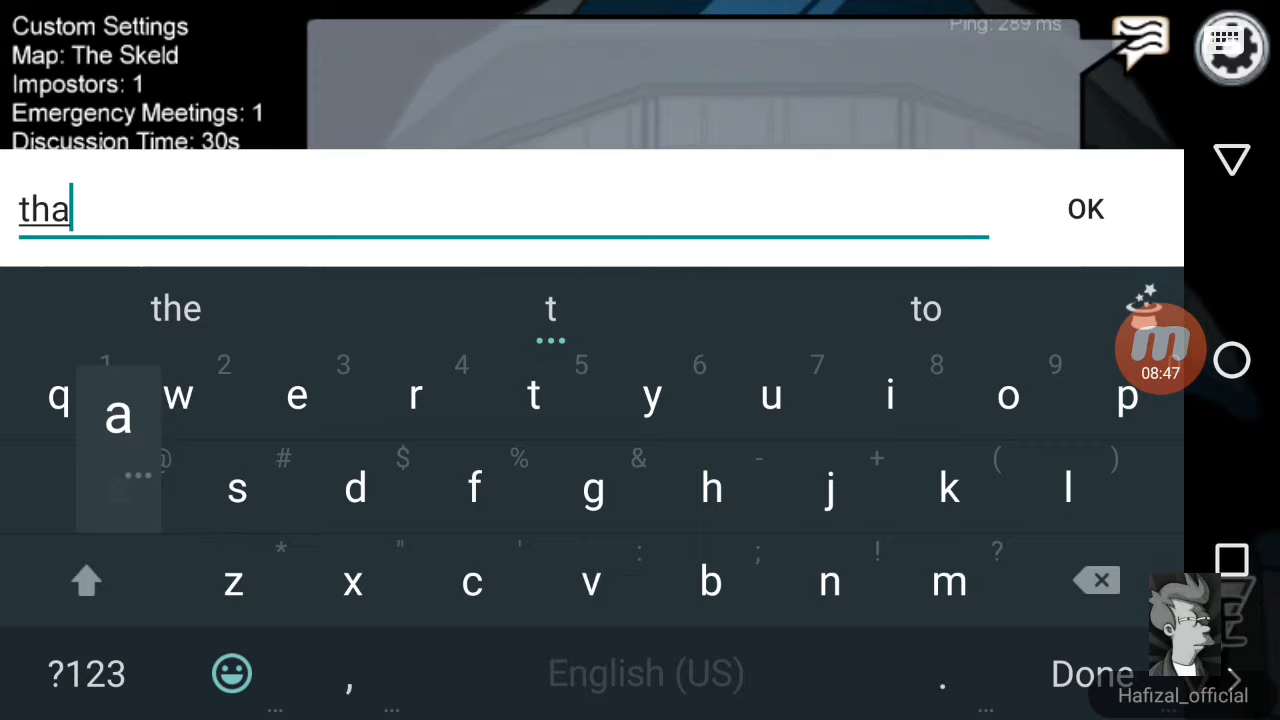 Custom Settings
Ping: 289 ms
Map: The Skeld
Impostors: 1
Emergency Meetings: 1
Discussion Time: 30s
tha
OK
the t to
1 2 3 4 5 6 7 8 9
q w e r t y u i o p
08:47
a
@ # $ % & - + ( )
s d f g h j k l
* " ' : ; ! ?
z x c v b n m
?123 , English (US) . Done
Hafizal_official